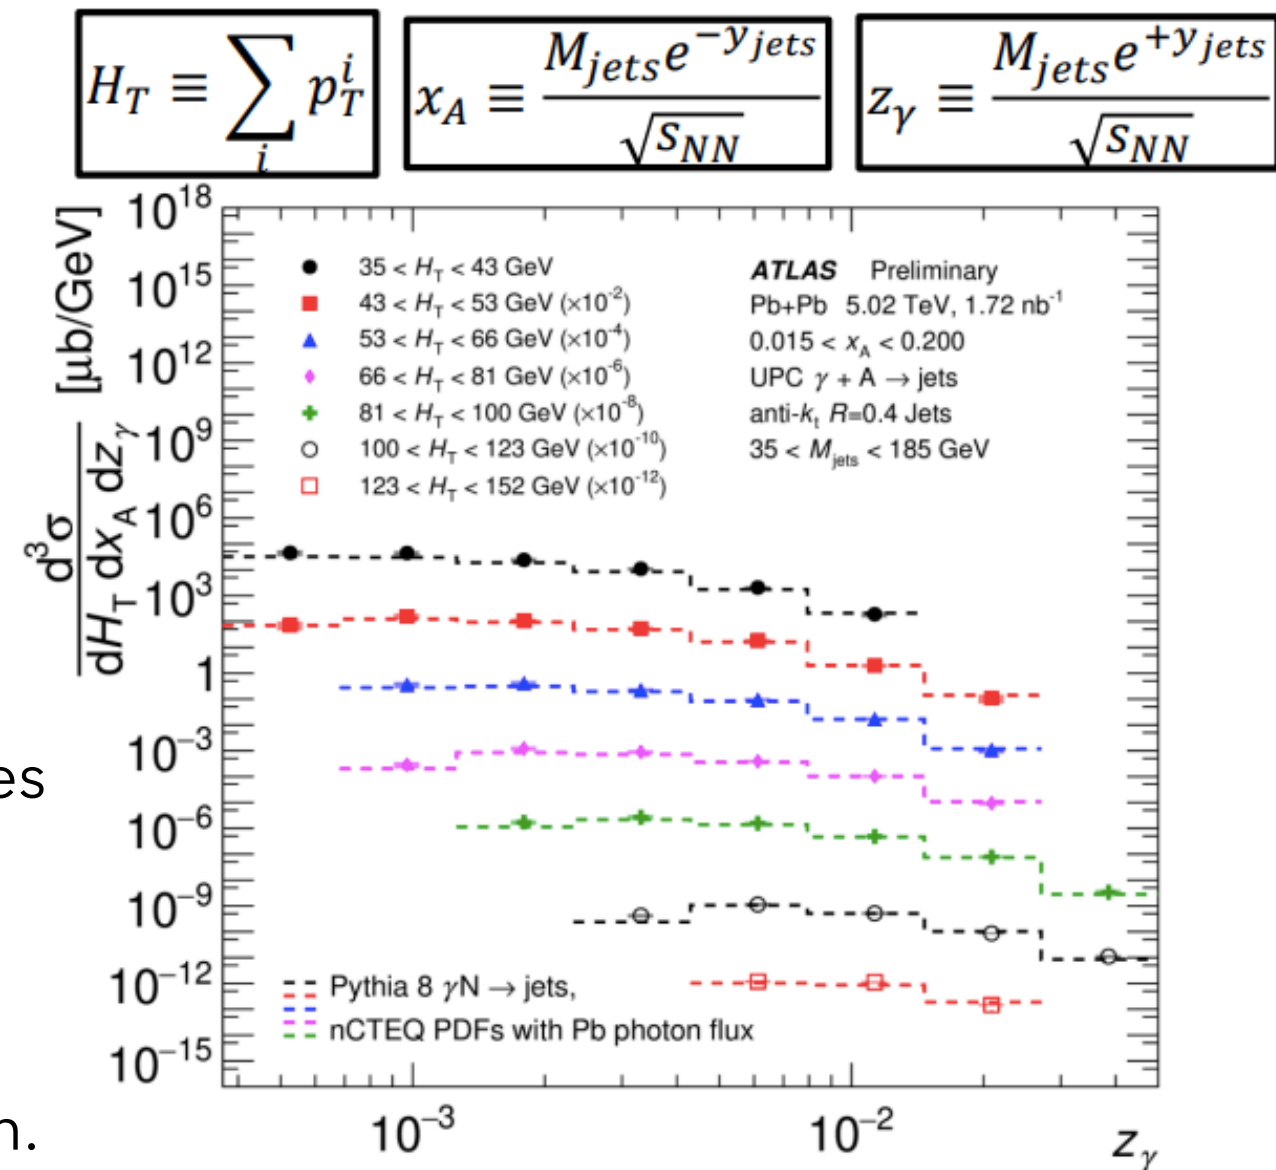 H_T ≡ ∑_i p_T^i
x_A ≡ M_jets e^{−y_jets} / √s_NN
z_γ ≡ M_jets e^{+y_jets} / √s_NN
d³σ / dH_T dx_A dz_γ [μb/GeV]
10^18
10^15
10^12
10^9
10^6
10^3
1
10^−3
10^−6
10^−9
10^−12
10^−15
35 < H_T < 43 GeV
43 < H_T < 53 GeV (×10^-2)
53 < H_T < 66 GeV (×10^-4)
66 < H_T < 81 GeV (×10^-6)
81 < H_T < 100 GeV (×10^-8)
100 < H_T < 123 GeV (×10^-10)
123 < H_T < 152 GeV (×10^-12)
ATLAS Preliminary
Pb+Pb 5.02 TeV, 1.72 nb^-1
0.015 < x_A < 0.200
UPC γ + A → jets
anti-k_t R=0.4 Jets
35 < M_jets < 185 GeV
Pythia 8 γN → jets,
nCTEQ PDFs with Pb photon flux
10^−3
10^−2
z_γ
es
n.